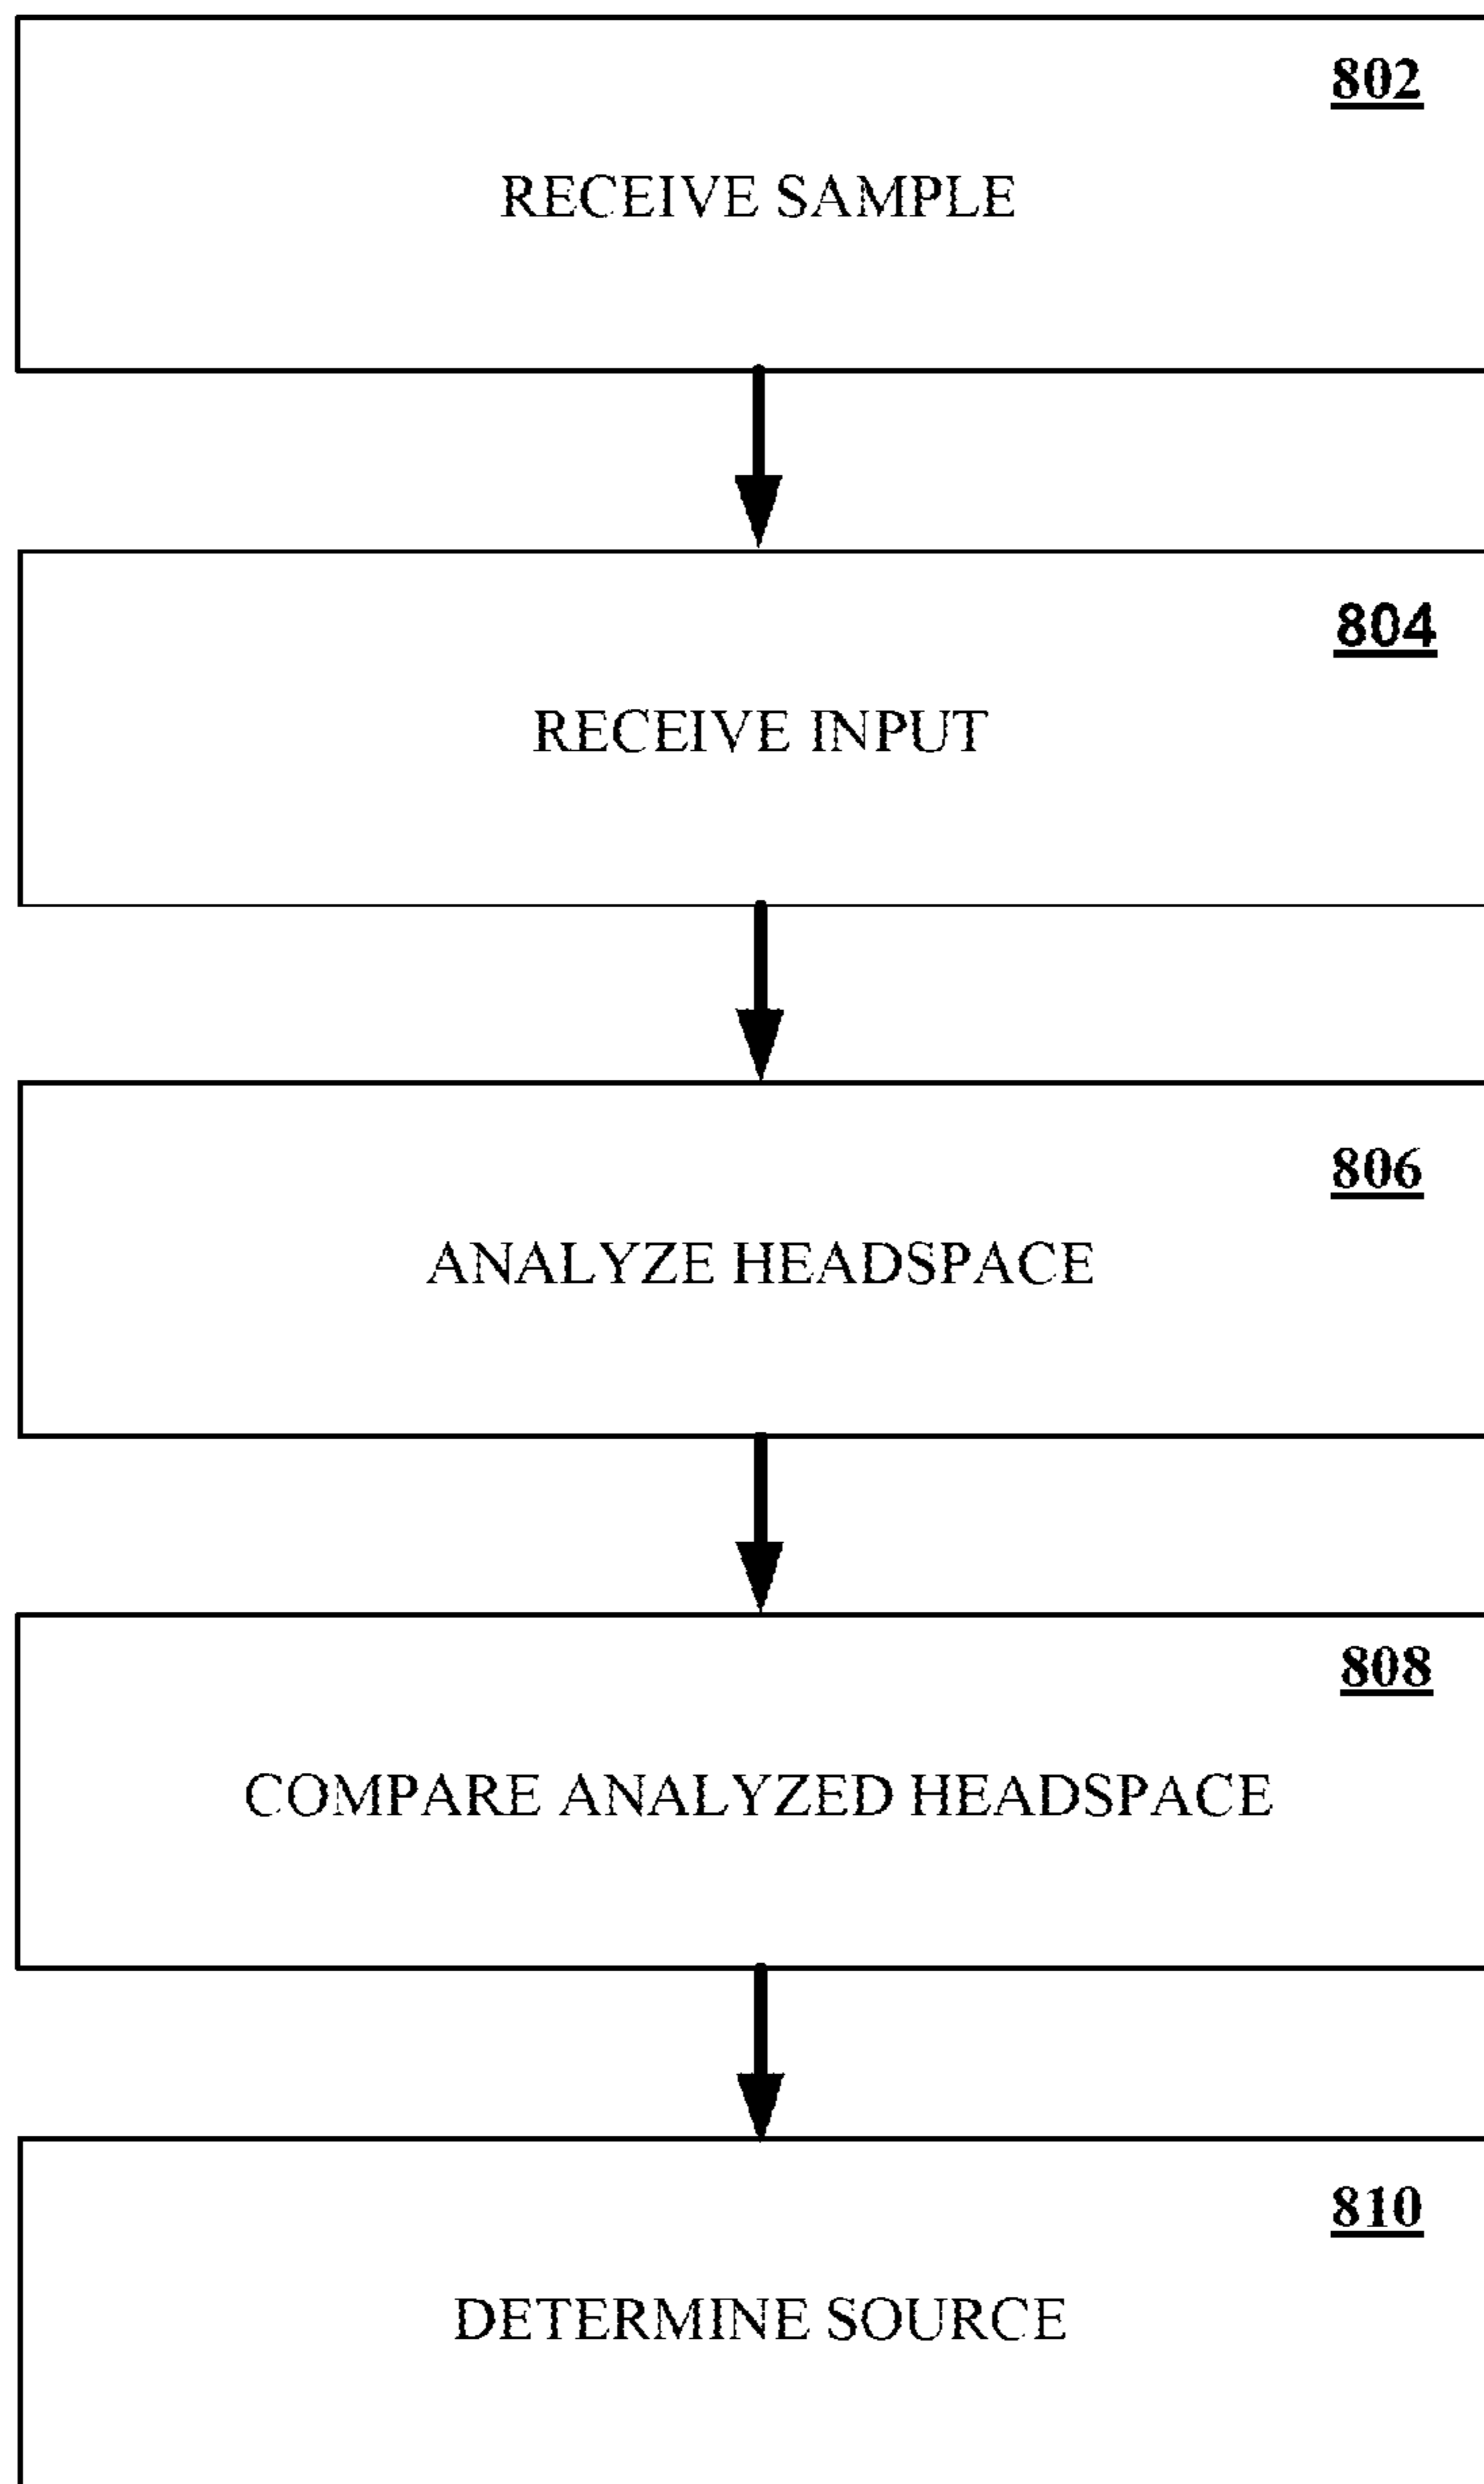 802
RECEIVE SAMPLE
804
RECEIVE INPUT
806
ANALYZE HEADSPACE
808
COMPARE ANALYZED HEADSPACE
810
DETERMINE SOURCE